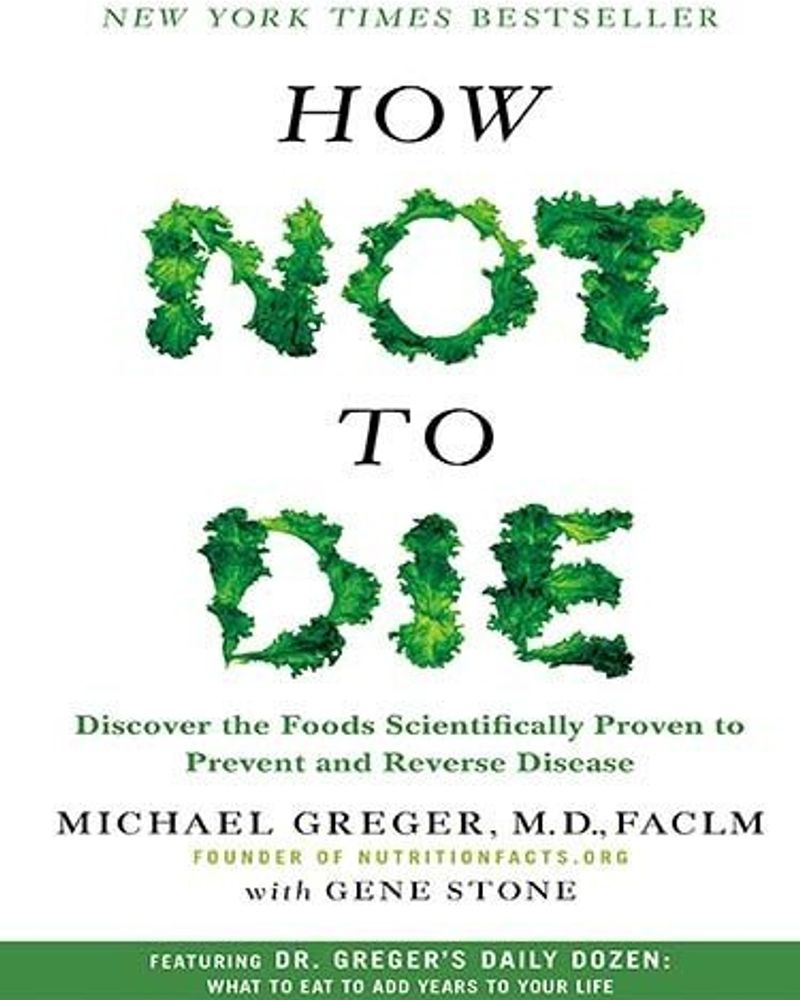 NEW YORK TIMES BESTSELLER
HOW
NOT
TO
DIE
Discover the Foods Scientifically Proven to
Prevent and Reverse Disease
MICHAEL GREGER, M.D., FACLM
FOUNDER OF NUTRITIONFACTS.ORG
with GENE STONE
FEATURING DR. GREGER'S DAILY DOZEN:
WHAT TO EAT TO ADD YEARS TO YOUR LIFE